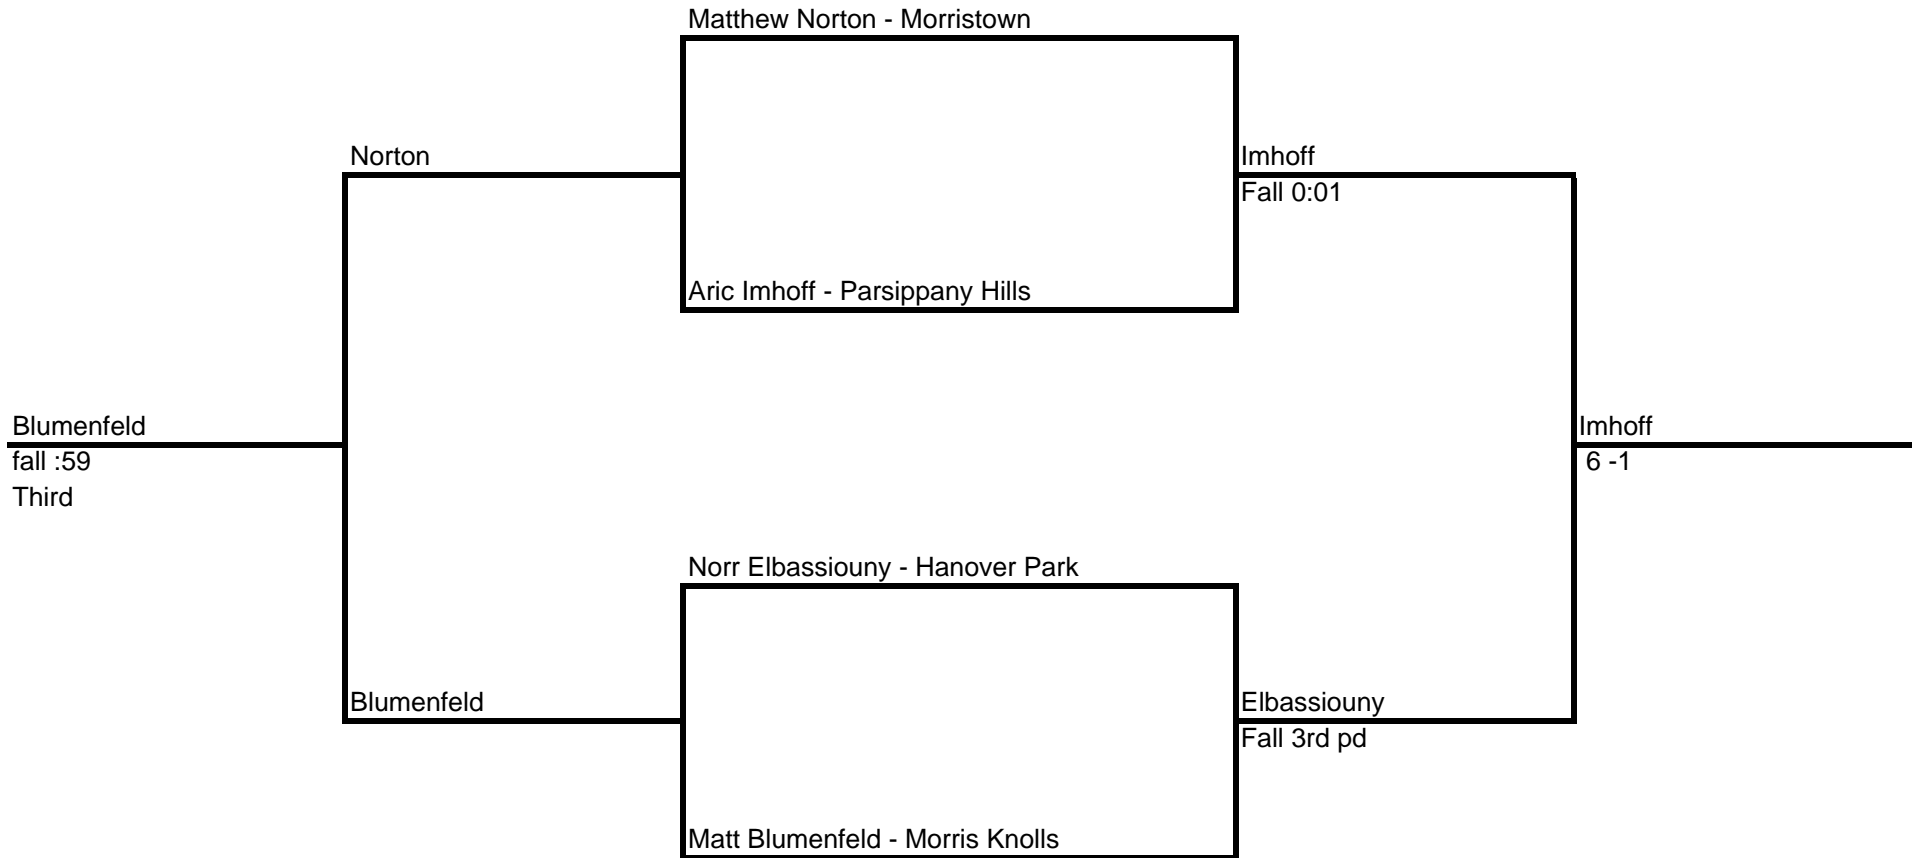 Matthew Norton - Morristown
Norton
Imhoff
Fall 0:01
Aric Imhoff - Parsippany Hills
Blumenfeld
fall :59
Third
Imhoff
6 -1
Norr Elbassiouny - Hanover Park
Blumenfeld
Elbassiouny
Fall 3rd pd
Matt Blumenfeld - Morris Knolls